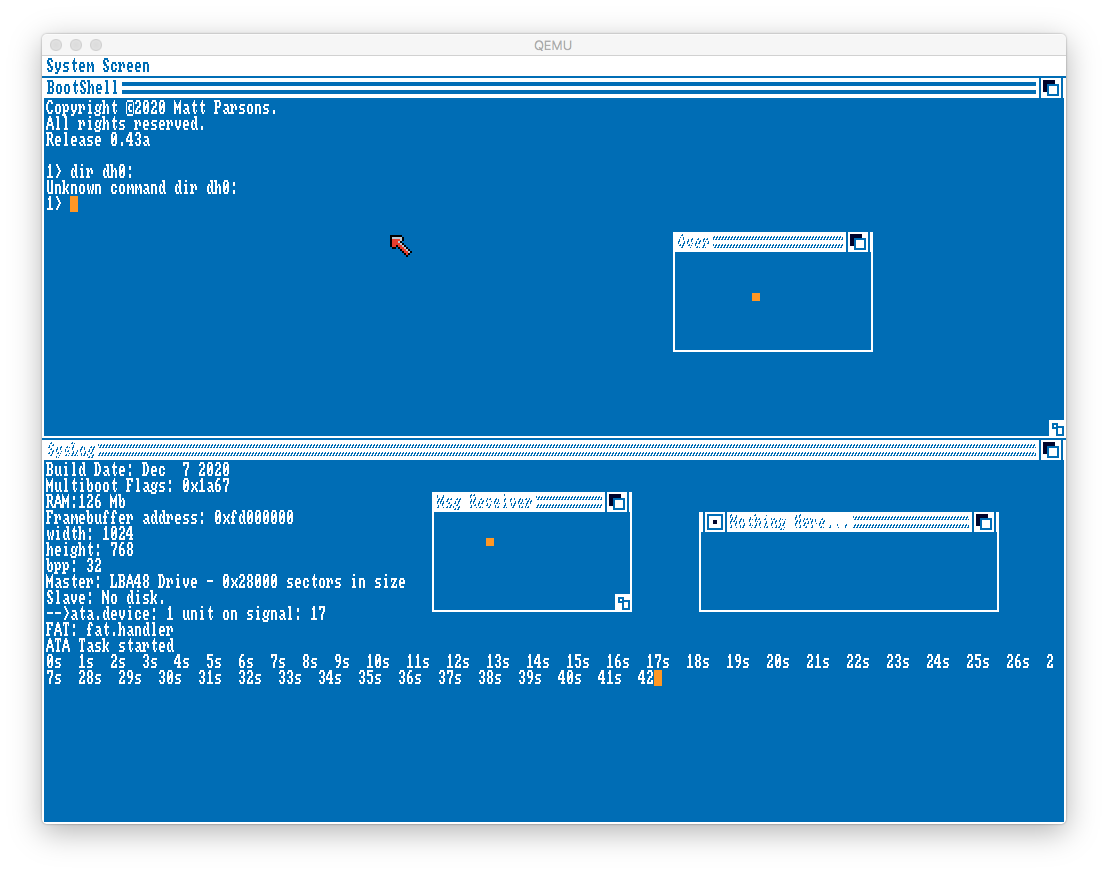 QEMU
System Screen
BootShell
Copyright ©2020 Matt Parsons.
All rights reserved.
Release 0.43a
1> dir dh0:
Unknown command dir dh0:
1>
Over
SysLog
Build Date: Dec  7 2020
Multiboot Flags: 0x1a67
RAM:126 Mb
Framebuffer address: 0xfd000000
width: 1024
height: 768
bpp: 32
Master: LBA48 Drive - 0x28000 sectors in size
Slave: No disk.
-->ata.device: 1 unit on signal: 17
FAT: fat.handler
ATA Task started
0s  1s  2s  3s  4s  5s  6s  7s  8s  9s  10s  11s  12s  13s  14s  15s  16s  17s  18s  19s  20s  21s  22s  23s  24s  25s  26s  2
7s  28s  29s  30s  31s  32s  33s  34s  35s  36s  37s  38s  39s  40s  41s  42
Msg Receiver
Nothing Here...